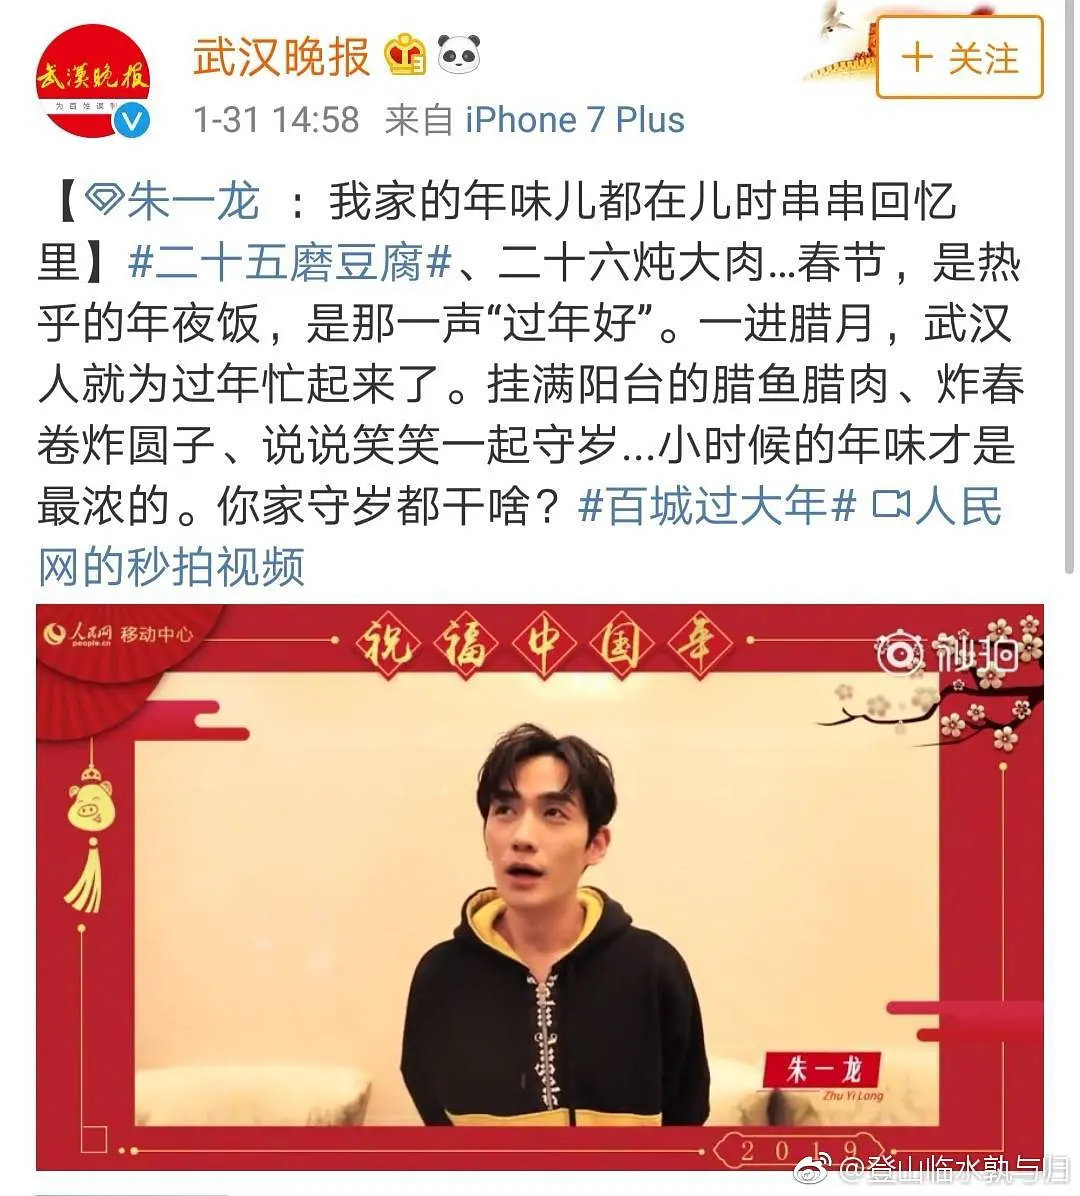 武漢晚报
武汉晚报
+ 关注
1-31 14:58 来自 iPhone 7 Plus
【朱一龙 ：我家的年味儿都在儿时串串回忆
里】#二十五磨豆腐#、二十六炖大肉...春节，是热
乎的年夜饭，是那一声“过年好”。一进腊月，武汉
人就为过年忙起来了。挂满阳台的腊鱼腊肉、炸春
卷炸圆子、说说笑笑一起守岁...小时候的年味才是
最浓的。你家守岁都干啥？#百城过大年# 人民
网的秒拍视频
人民网 people.cn 移动中心
祝福中国年
秒拍
朱一龙
Zhu Yi Long
2019
@登山临水孰与归